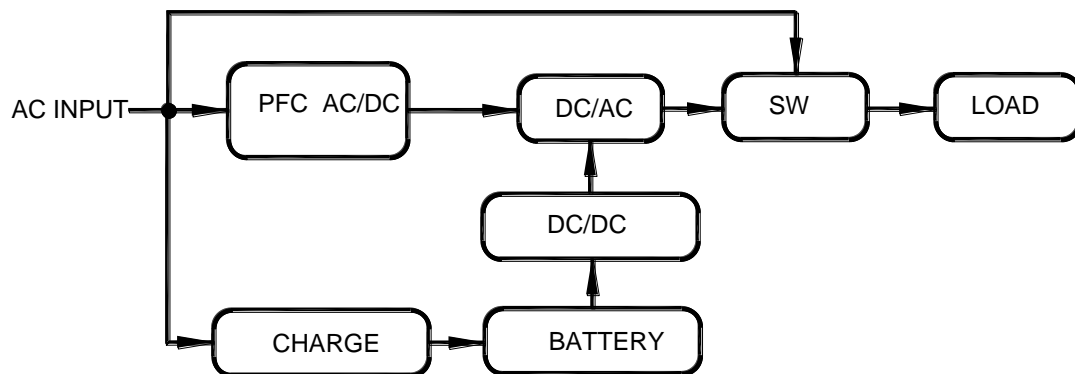 AC INPUT
PFC AC/DC
DC/AC
SW
LOAD
DC/DC
CHARGE
BATTERY